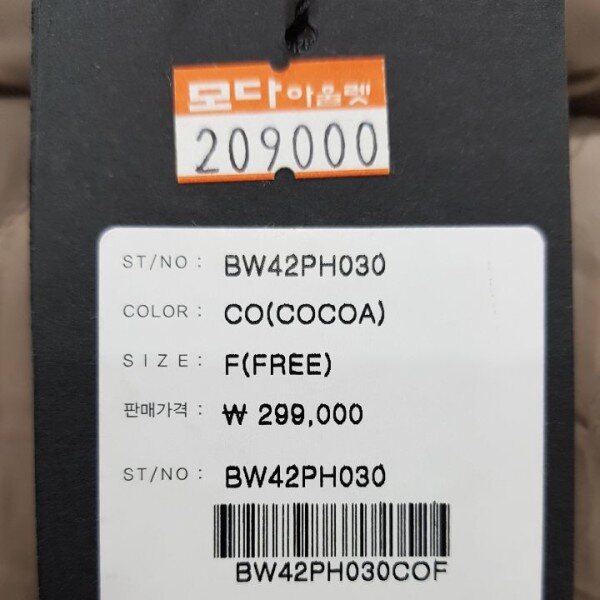 모다아울렛
209000
ST/NO : BW42PH030
COLOR : CO(COCOA)
SIZE : F(FREE)
판매가격 : ₩ 299,000
ST/NO : BW42PH030
BW42PH030COF